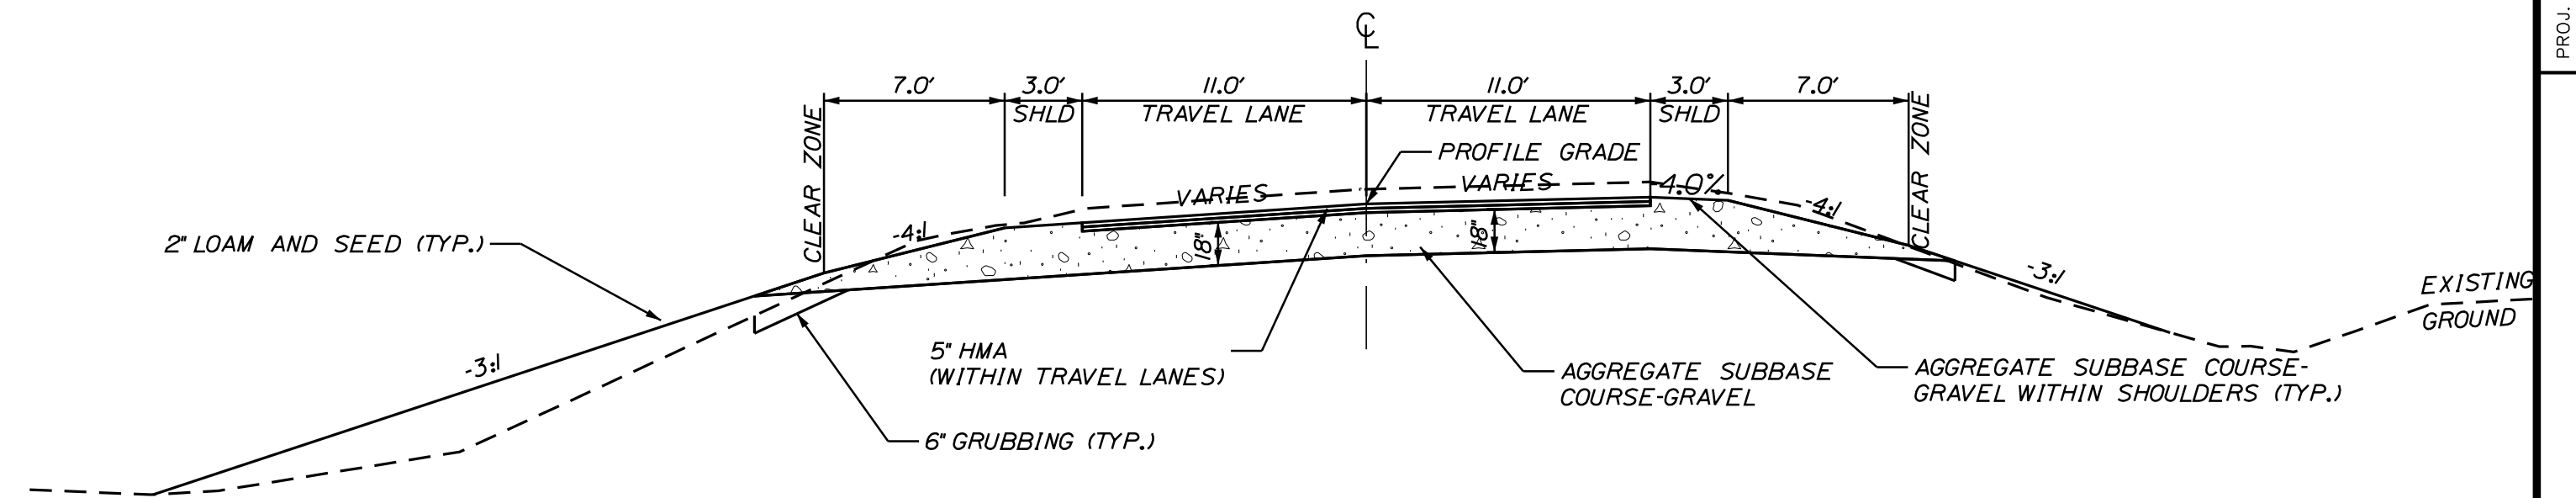 PROJ.
℄
7.0' 3.0' 11.0' 11.0' 3.0' 7.0'
SHLD TRAVEL LANE TRAVEL LANE SHLD
CLEAR ZONE
CLEAR ZONE
PROFILE GRADE
VARIES VARIES 4.0%
-4:1 -4:1
2" LOAM AND SEED (TYP.)
18" 18"
-3:1
EXISTING
GROUND
-3:1
5" HMA
(WITHIN TRAVEL LANES)
AGGREGATE SUBBASE
COURSE-GRAVEL
AGGREGATE SUBBASE COURSE-
GRAVEL WITHIN SHOULDERS (TYP.)
6" GRUBBING (TYP.)